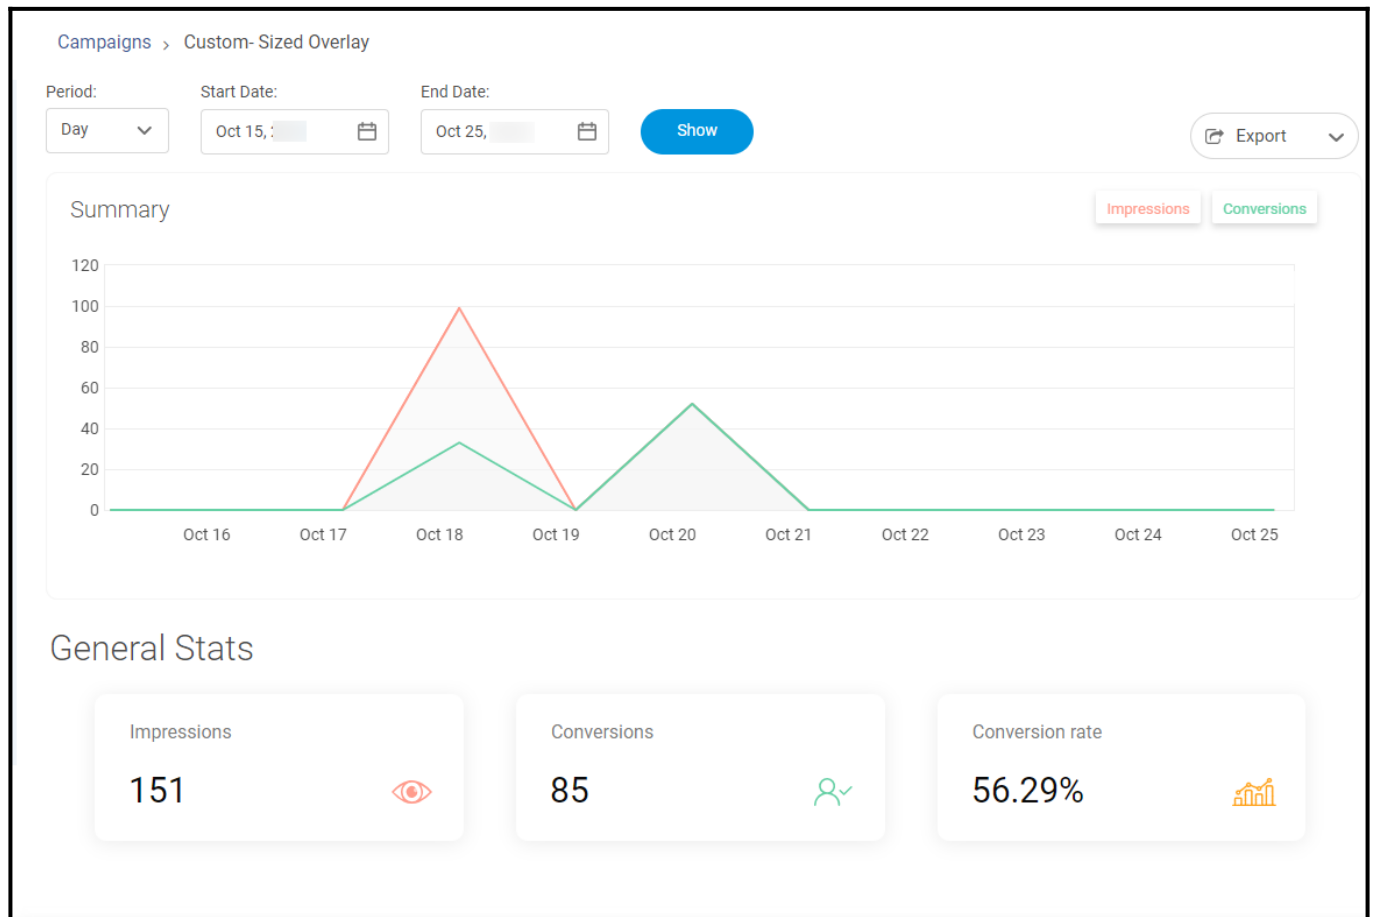 Campaigns > Custom- Sized Overlay
Period: Start Date: End Date:
Day Oct 15, Oct 25, Show Export
Summary Impressions Conversions
120
100
80
60
40
20
0
Oct 16 Oct 17 Oct 18 Oct 19 Oct 20 Oct 21 Oct 22 Oct 23 Oct 24 Oct 25
General Stats
Impressions Conversions Conversion rate
151 85 56.29%